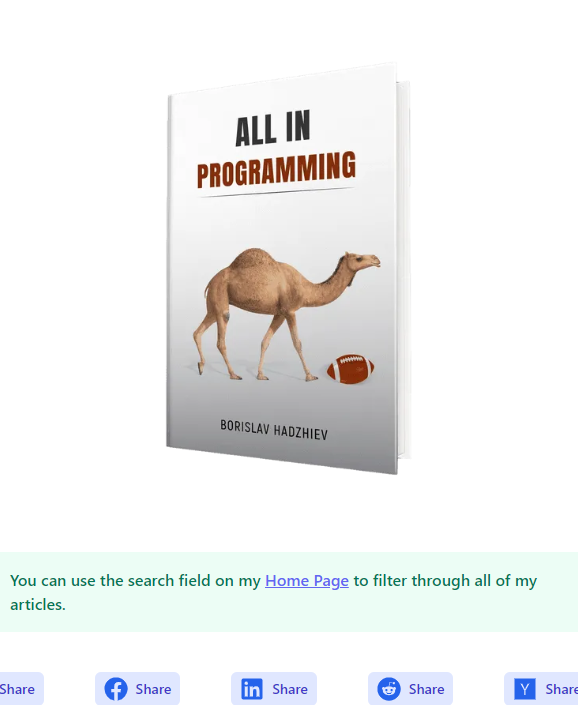 ALL IN
PROGRAMMING
BORISLAV HADZHIEV
You can use the search field on my Home Page to filter through all of my
articles.
Share Share Share Share Share